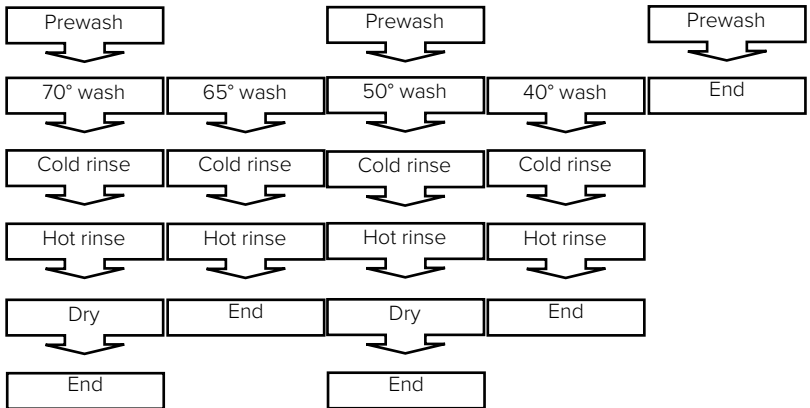 Prewash Prewash Prewash
70° wash 65° wash 50° wash 40° wash End
Cold rinse Cold rinse Cold rinse Cold rinse
Hot rinse Hot rinse Hot rinse Hot rinse
Dry End Dry End
End End